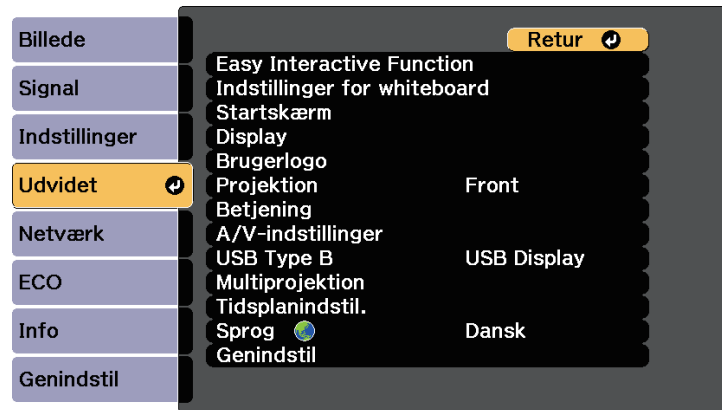 Billede
Signal
Indstillinger
Udvidet
Netværk
ECO
Info
Genindstil
Retur
Easy Interactive Function
Indstillinger for whiteboard
Startskærm
Display
Brugerlogo
Projektion Front
Betjening
A/V-indstillinger
USB Type B USB Display
Multiprojektion
Tidsplanindstil.
Sprog Dansk
Genindstil